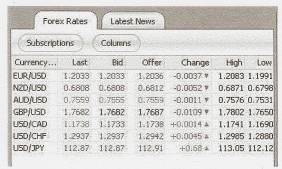 Forex Rates Latest News
Subscriptions Columns
Currency... Last Bid Offer Change High Low
EUR/USD 1.2033 1.2033 1.2036 -0.0037 ▼ 1.2083 1.1991
NZD/USD 0.6808 0.6808 0.6812 -0.0052 ▼ 0.6871 0.6798
AUD/USD 0.7559 0.7555 0.7559 -0.0011 ▼ 0.7576 0.7531
GBP/USD 1.7682 1.7682 1.7687 -0.0109 ▼ 1.7802 1.7650
USD/CAD 1.1738 1.1733 1.1738 +0.0014 ▲ 1.1741 1.1690
USD/CHF 1.2937 1.2937 1.2942 +0.0045 ▲ 1.2985 1.2880
USD/JPY 112.87 112.87 112.91 +0.68 ▲ 113.05 112.12